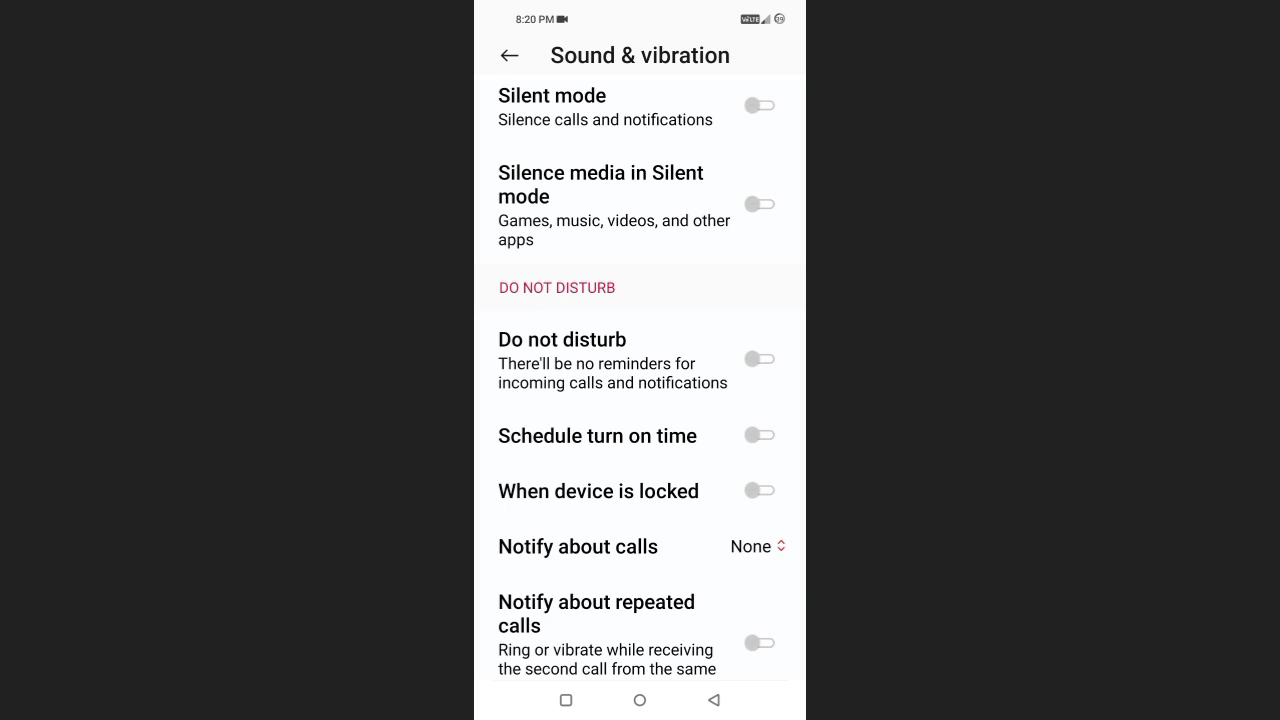 8:20 PM
VoLTE
Sound & vibration
Silent mode
Silence calls and notifications
Silence media in Silent
mode
Games, music, videos, and other
apps
DO NOT DISTURB
Do not disturb
There'll be no reminders for
incoming calls and notifications
Schedule turn on time
When device is locked
Notify about calls
None
Notify about repeated
calls
Ring or vibrate while receiving
the second call from the same